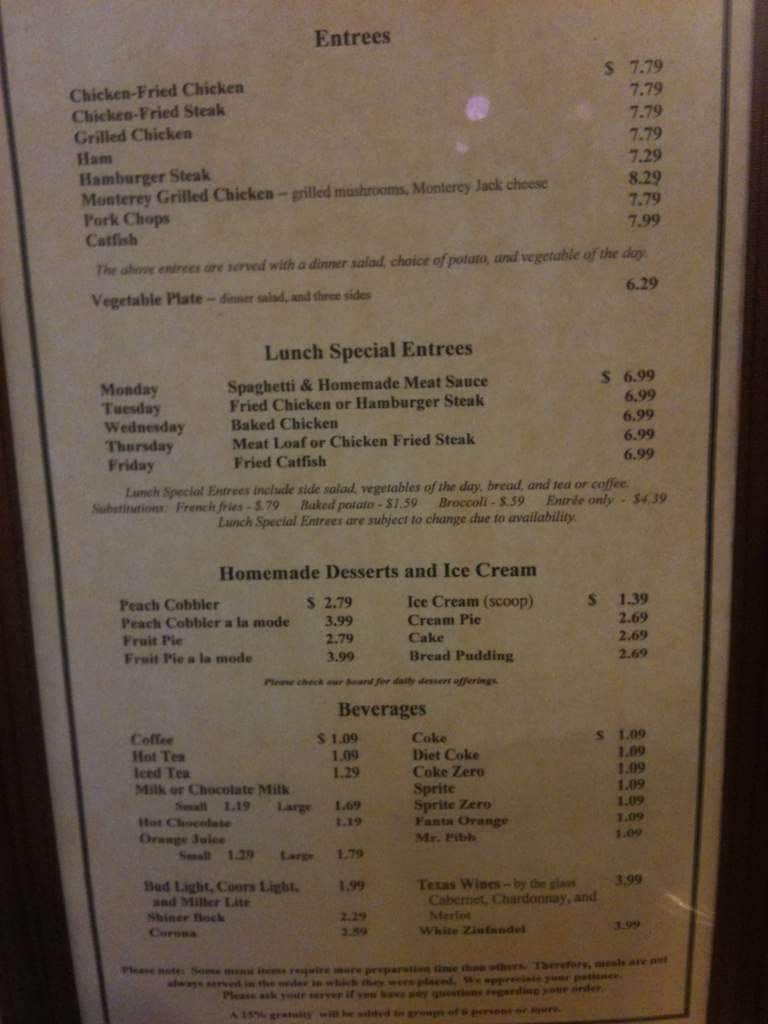 Entrees
Chicken-Fried Chicken $ 7.79
Chicken-Fried Steak 7.79
Grilled Chicken 7.79
Ham 7.79
Hamburger Steak 7.29
Monterey Grilled Chicken – grilled mushrooms, Monterey Jack cheese 8.29
Pork Chops 7.79
Catfish 7.99
The above entrees are served with a dinner salad, choice of potato, and vegetable of the day.
Vegetable Plate – dinner salad, and three sides 6.29
Lunch Special Entrees
Monday Spaghetti & Homemade Meat Sauce $ 6.99
Tuesday Fried Chicken or Hamburger Steak 6.99
Wednesday Baked Chicken 6.99
Thursday Meat Loaf or Chicken Fried Steak 6.99
Friday Fried Catfish 6.99
Lunch Special Entrees include side salad, vegetables of the day, bread, and tea or coffee.
Substitutions: French fries - $.79 Baked potato - $1.59 Broccoli - $.59 Entrée only - $4.39
Lunch Special Entrees are subject to change due to availability.
Homemade Desserts and Ice Cream
Peach Cobbler $ 2.79 Ice Cream (scoop) $ 1.39
Peach Cobbler a la mode 3.99 Cream Pie 2.69
Fruit Pie 2.79 Cake 2.69
Fruit Pie a la mode 3.99 Bread Pudding 2.69
Please check our board for daily dessert offerings.
Beverages
Coffee $ 1.09 Coke $ 1.09
Hot Tea 1.09 Diet Coke 1.09
Iced Tea 1.29 Coke Zero 1.09
Milk or Chocolate Milk Sprite 1.09
Small 1.19 Large 1.69 Sprite Zero 1.09
Hot Chocolate 1.19 Fanta Orange 1.09
Orange Juice Mr. Pibb 1.09
Small 1.29 Large 1.79
Bud Light, Coors Light, 1.99 Texas Wines – by the glass 3.99
and Miller Lite Cabernet, Chardonnay, and
Shiner Bock 2.29 Merlot
Corona 2.59 White Zinfandel 3.99
Please note: Some menu items require more preparation time than others. Therefore, meals are not
always served in the order in which they were placed. We appreciate your patience.
Please ask your server if you have any questions regarding your order.
A 15% gratuity will be added to groups of 6 persons or more.